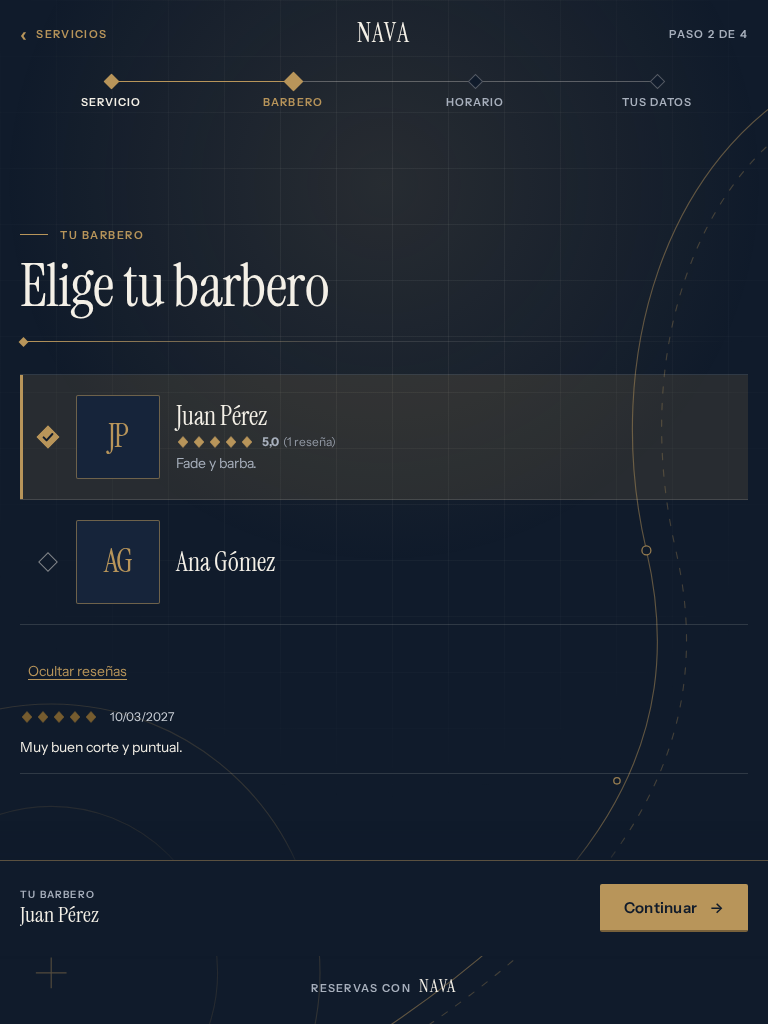 ‹ SERVICIOS
NAVA
PASO 2 DE 4
SERVICIO
BARBERO
HORARIO
TUS DATOS
TU BARBERO
Elige tu barbero
JP
Juan Pérez
5,0 (1 reseña)
Fade y barba.
AG
Ana Gómez
Ocultar reseñas
10/03/2027
Muy buen corte y puntual.
TU BARBERO
Juan Pérez
Continuar →
RESERVAS CON NAVA